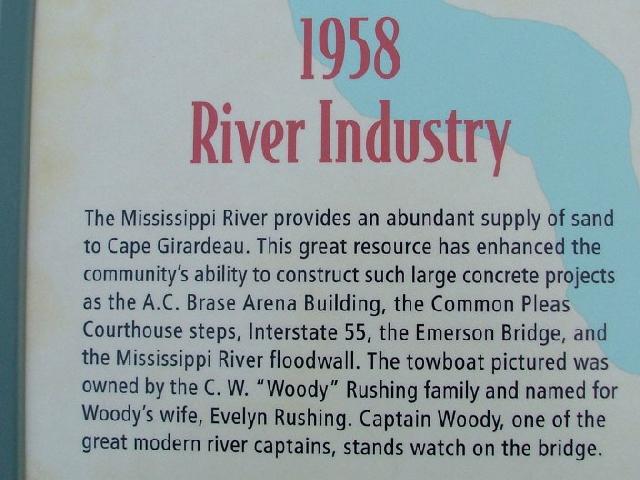 1958
River Industry
The Mississippi River provides an abundant supply of sand
to Cape Girardeau. This great resource has enhanced the
community's ability to construct such large concrete projects
as the A.C. Brase Arena Building, the Common Pleas
Courthouse steps, Interstate 55, the Emerson Bridge, and
the Mississippi River floodwall. The towboat pictured was
owned by the C. W. "Woody" Rushing family and named for
Woody's wife, Evelyn Rushing. Captain Woody, one of the
great modern river captains, stands watch on the bridge.